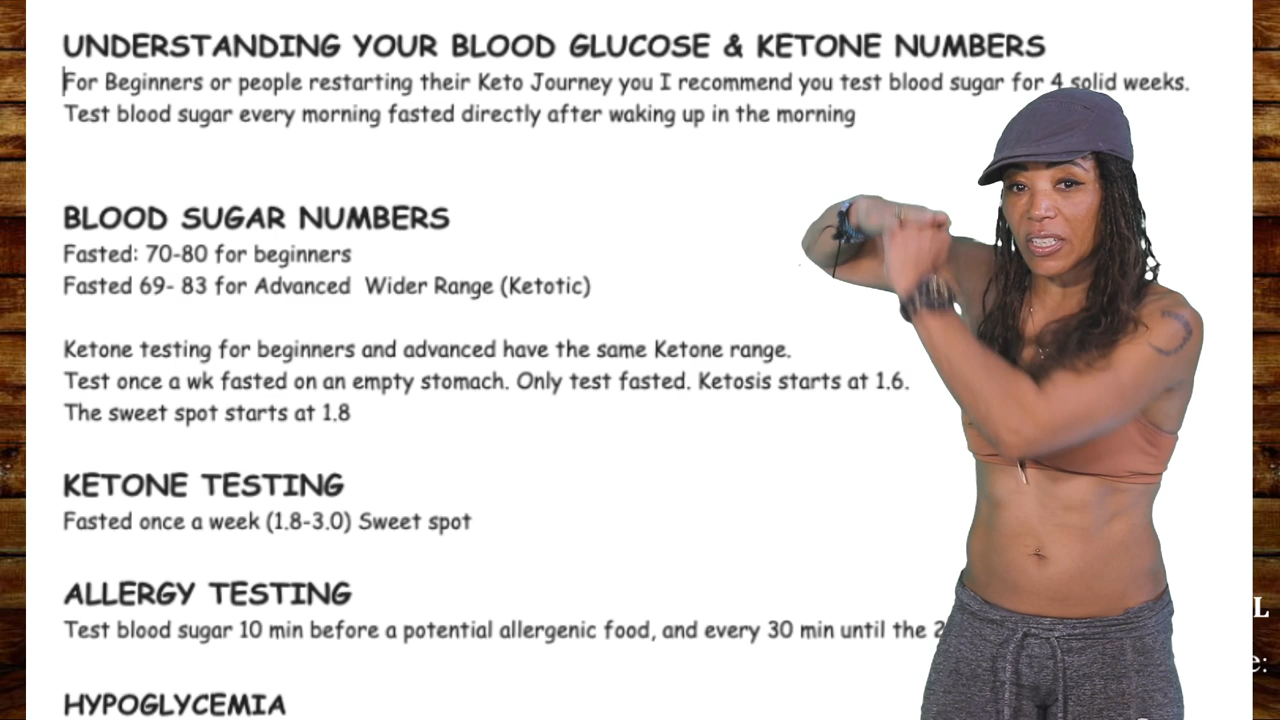 UNDERSTANDING YOUR BLOOD GLUCOSE & KETONE NUMBERS
For Beginners or people restarting their Keto Journey you I recommend you test blood sugar for 4 solid weeks.
Test blood sugar every morning fasted directly after waking up in the morning
BLOOD SUGAR NUMBERS
Fasted: 70-80 for beginners
Fasted 69- 83 for Advanced Wider Range (Ketotic)
Ketone testing for beginners and advanced have the same Ketone range.
Test once a wk fasted on an empty stomach. Only test fasted. Ketosis starts at 1.6.
The sweet spot starts at 1.8
KETONE TESTING
Fasted once a week (1.8-3.0) Sweet spot
ALLERGY TESTING
Test blood sugar 10 min before a potential allergenic food, and every 30 min until the 2
L
e:
HYPOGLYCEMIA